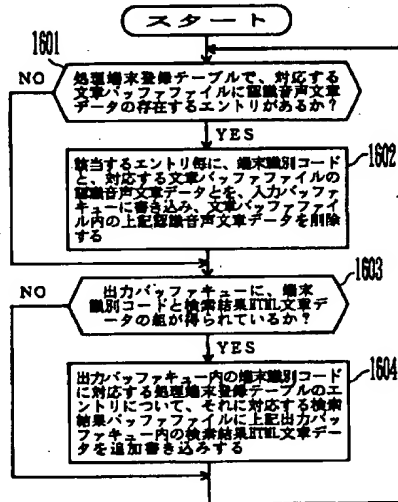 スタート
1601
NO
処理端末登録テーブルで、対応する
文章バッファファイルに認識音声文章
データの存在するエントリがあるか?
YES
1602
該当するエントリ毎に、端末識別コード
と、対応する文章バッファファイルの
認識音声文章データとを、入力バッファ
キューに書き込み、文章バッファファイ
ル内の上記認識音声文章データを削除
する
1603
NO
出力バッファキューに、端末
識別コードと検索結果HTML文章デ
ータの組が得られているか?
YES
1604
出力バッファキュー内の端末識別コード
に対応する処理端末登録テーブルのエ
ントリについて、それに対応する検索
結果バッファファイルに上記出力バッ
ファキュー内の検索結果HTML文章デー
タを追加書き込みする